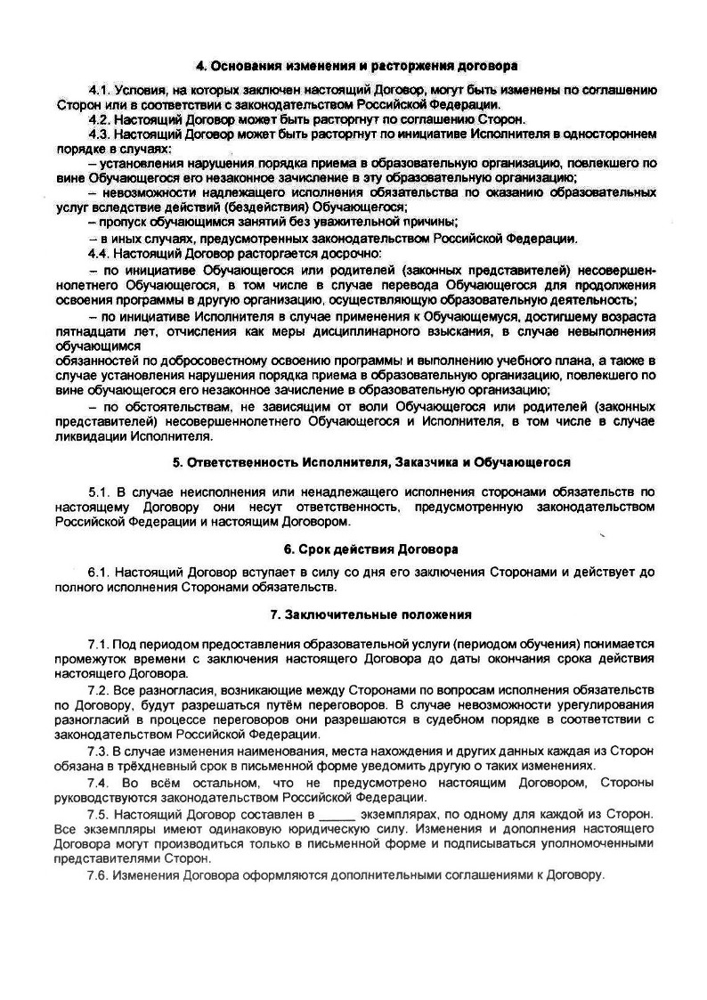 4. Основания изменения и расторжения договора
4.1. Условия, на которых заключен настоящий Договор, могут быть изменены по соглашению
Сторон или в соответствии с законодательством Российской Федерации.
4.2. Настоящий Договор может быть расторгнут по соглашению Сторон.
4.3. Настоящий Договор может быть расторгнут по инициативе Исполнителя в одностороннем
порядке в случаях:
– установления нарушения порядка приема в образовательную организацию, повлекшего по
вине Обучающегося его незаконное зачисление в эту образовательную организацию;
– невозможности надлежащего исполнения обязательства по оказанию образовательных
услуг вследствие действий (бездействия) Обучающегося;
– пропуск обучающимся занятий без уважительной причины;
– в иных случаях, предусмотренных законодательством Российской Федерации.
4.4. Настоящий Договор расторгается досрочно:
– по инициативе Обучающегося или родителей (законных представителей) несовершен-
нолетнего Обучающегося, в том числе в случае перевода Обучающегося для продолжения
освоения программы в другую организацию, осуществляющую образовательную деятельность;
– по инициативе Исполнителя в случае применения к Обучающемуся, достигшему возраста
пятнадцати лет, отчисления как меры дисциплинарного взыскания, в случае невыполнения
обучающимся
обязанностей по добросовестному освоению программы и выполнению учебного плана, а также в
случае установления нарушения порядка приема в образовательную организацию, повлекшего по
вине обучающегося его незаконное зачисление в образовательную организацию;
– по обстоятельствам, не зависящим от воли Обучающегося или родителей (законных
представителей) несовершеннолетнего Обучающегося и Исполнителя, в том числе в случае
ликвидации Исполнителя.
5. Ответственность Исполнителя, Заказчика и Обучающегося
5.1. В случае неисполнения или ненадлежащего исполнения сторонами обязательств по
настоящему Договору они несут ответственность, предусмотренную законодательством
Российской Федерации и настоящим Договором.
6. Срок действия Договора
6.1. Настоящий Договор вступает в силу со дня его заключения Сторонами и действует до
полного исполнения Сторонами обязательств.
7. Заключительные положения
7.1. Под периодом предоставления образовательной услуги (периодом обучения) понимается
промежуток времени с заключения настоящего Договора до даты окончания срока действия
настоящего Договора.
7.2. Все разногласия, возникающие между Сторонами по вопросам исполнения обязательств
по Договору, будут разрешаться путём переговоров. В случае невозможности урегулирования
разногласий в процессе переговоров они разрешаются в судебном порядке в соответствии с
законодательством Российской Федерации.
7.3. В случае изменения наименования, места нахождения и других данных каждая из Сторон
обязана в трёхдневный срок в письменной форме уведомить другую о таких изменениях.
7.4. Во всём остальном, что не предусмотрено настоящим Договором, Стороны
руководствуются законодательством Российской Федерации.
7.5. Настоящий Договор составлен в _____ экземплярах, по одному для каждой из Сторон.
Все экземпляры имеют одинаковую юридическую силу. Изменения и дополнения настоящего
Договора могут производиться только в письменной форме и подписываться уполномоченными
представителями Сторон.
7.6. Изменения Договора оформляются дополнительными соглашениями к Договору.